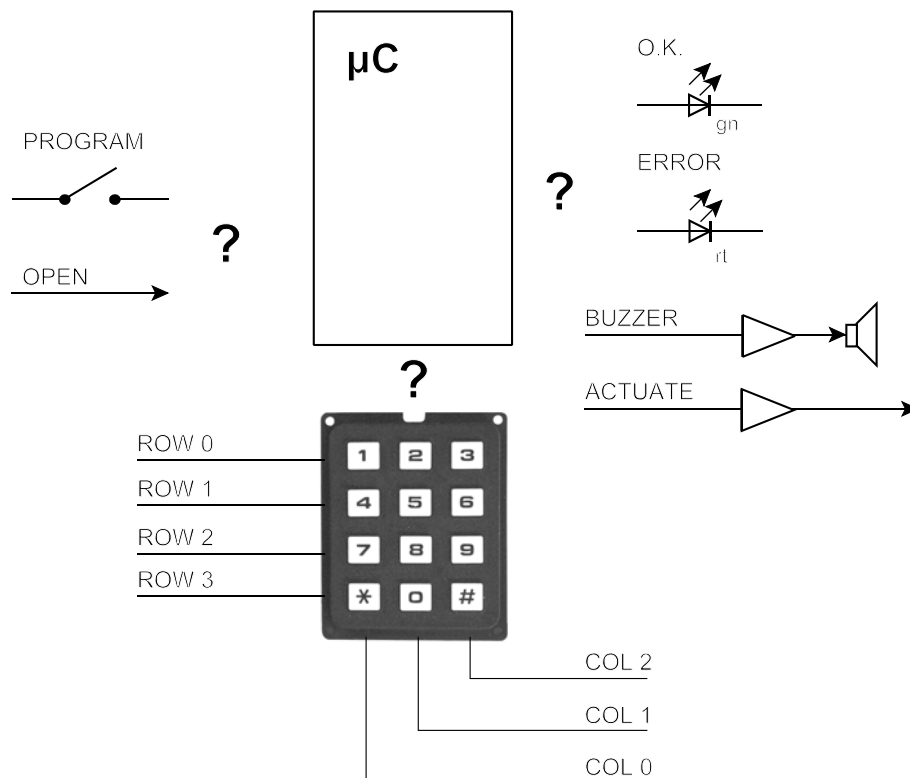 µC
O.K.
gn
PROGRAM
ERROR
?
?
rt
OPEN
BUZZER
?
ACTUATE
ROW 0
1 2 3
ROW 1
4 5 6
ROW 2
7 8 9
ROW 3
* 0 #
COL 2
COL 1
COL 0